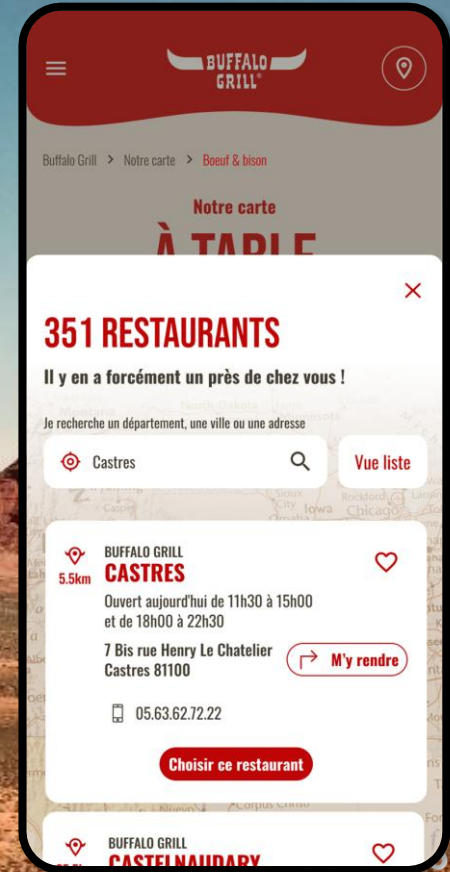 BUFFALO
GRILL®
Buffalo Grill > Notre carte > Boeuf & bison
Notre carte
À TABLE
351 RESTAURANTS
Il y en a forcément un près de chez vous !
Je recherche un département, une ville ou une adresse
Castres
Vue liste
BUFFALO GRILL
5.5km CASTRES
Ouvert aujourd'hui de 11h30 à 15h00
et de 18h00 à 22h30
7 Bis rue Henry Le Chatelier
Castres 81100
M'y rendre
05.63.62.72.22
Choisir ce restaurant
BUFFALO GRILL
CASTELNAUDARY